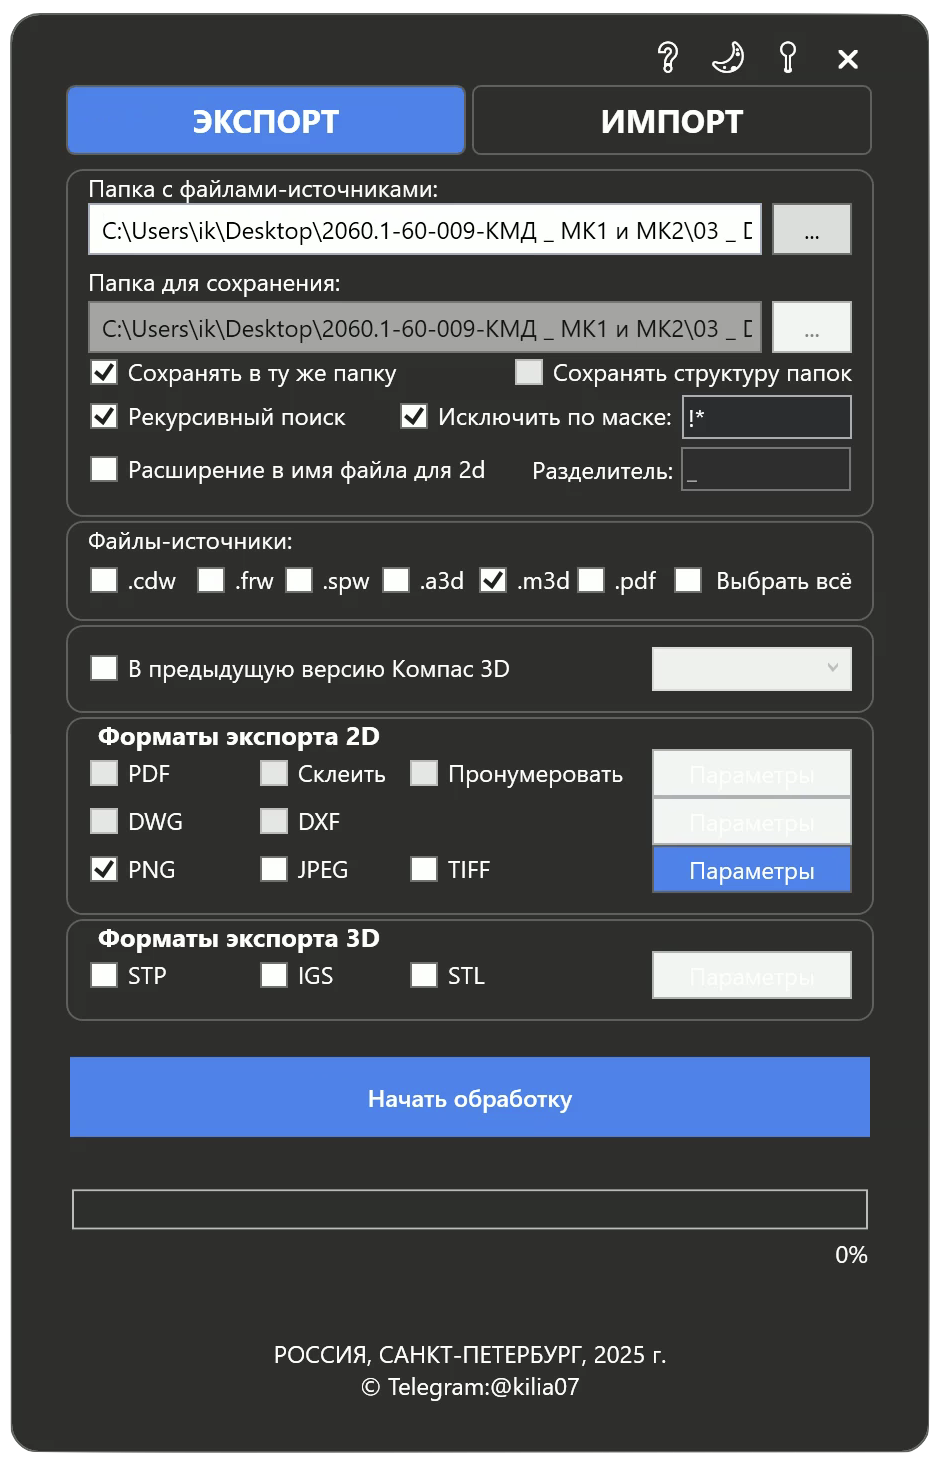 ЭКСПОРТ ИМПОРТ
Папка с файлами-источниками:
C:\Users\ik\Desktop\2060.1-60-009-КМД _ МК1 и МК2\03 _ D ...
Папка для сохранения:
C:\Users\ik\Desktop\2060.1-60-009-КМД _ МК1 и МК2\03 _ D ...
Сохранять в ту же папку Сохранять структуру папок
Рекурсивный поиск Исключить по маске: !*
Расширение в имя файла для 2d Разделитель: _
Файлы-источники:
.cdw .frw .spw .a3d .m3d .pdf Выбрать всё
В предыдущую версию Компас 3D
Форматы экспорта 2D
PDF Склеить Пронумеровать Параметры
DWG DXF Параметры
PNG JPEG TIFF Параметры
Форматы экспорта 3D
STP IGS STL Параметры
Начать обработку
0%
РОССИЯ, САНКТ-ПЕТЕРБУРГ, 2025 г.
© Telegram:@kilia07